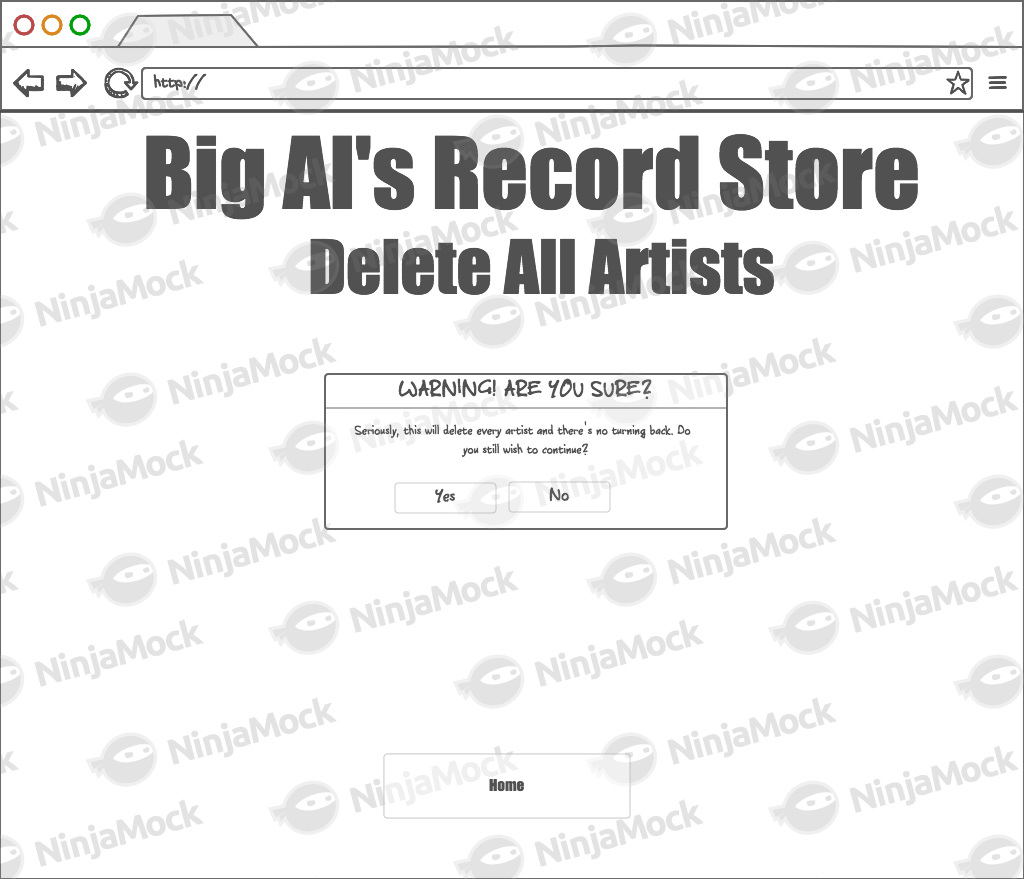 http://
Big Al's Record Store
Delete All Artists
WARNING! ARE YOU SURE?
Seriously, this will delete every artist and there's no turning back. Do
you still wish to continue?
Yes
No
Home
NinjaMock